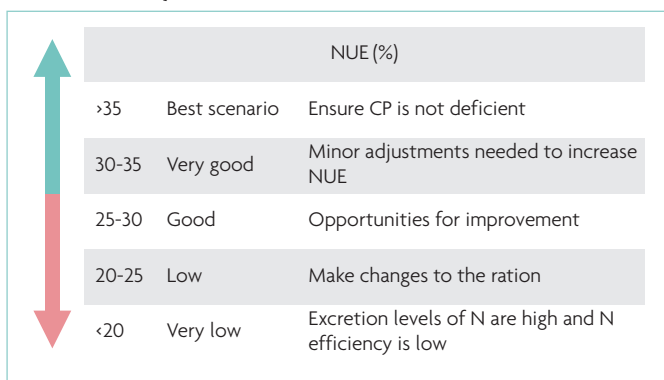 NUE (%)
>35 Best scenario Ensure CP is not deficient
30-35 Very good Minor adjustments needed to increase
NUE
25-30 Good Opportunities for improvement
20-25 Low Make changes to the ration
<20 Very low Excretion levels of N are high and N
efficiency is low